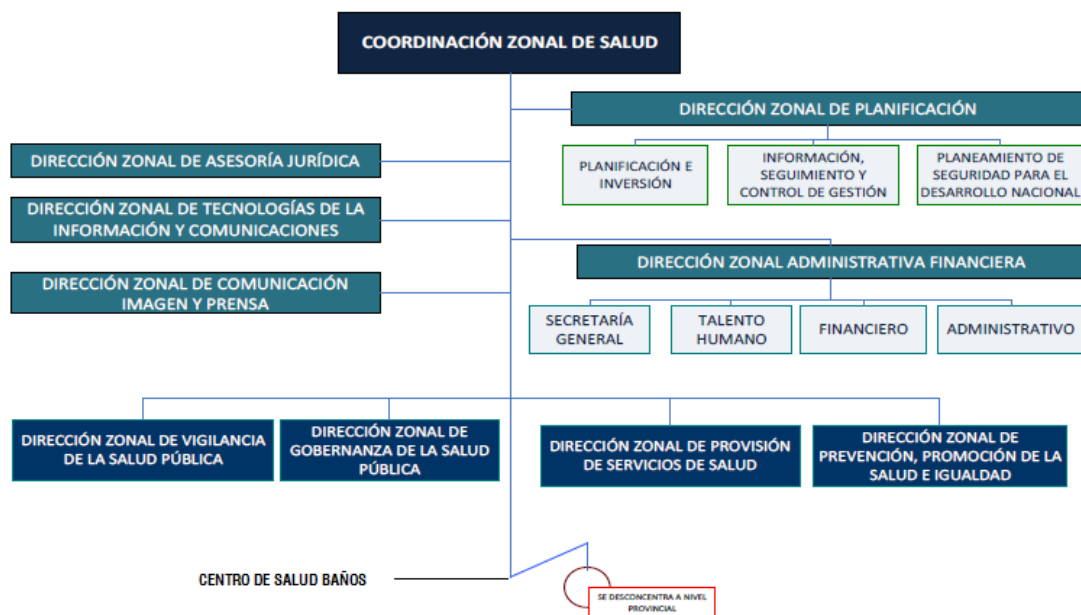 COORDINACIÓN ZONAL DE SALUD
DIRECCIÓN ZONAL DE PLANIFICACIÓN
PLANIFICACIÓN E
INVERSIÓN
INFORMACIÓN,
SEGUIMIENTO Y
CONTROL DE GESTIÓN
PLANEAMIENTO DE
SEGURIDAD PARA EL
DESARROLLO NACIONAL
DIRECCIÓN ZONAL DE ASESORÍA JURÍDICA
DIRECCIÓN ZONAL DE TECNOLOGÍAS DE LA
INFORMACIÓN Y COMUNICACIONES
DIRECCIÓN ZONAL DE COMUNICACIÓN
IMAGEN Y PRENSA
DIRECCIÓN ZONAL ADMINISTRATIVA FINANCIERA
SECRETARÍA
GENERAL
TALENTO
HUMANO
FINANCIERO
ADMINISTRATIVO
DIRECCIÓN ZONAL DE VIGILANCIA
DE LA SALUD PÚBLICA
DIRECCIÓN ZONAL DE
GOBERNANZA DE LA SALUD
PÚBLICA
DIRECCIÓN ZONAL DE PROVISIÓN
DE SERVICIOS DE SALUD
DIRECCIÓN ZONAL DE
PREVENCIÓN, PROMOCIÓN DE LA
SALUD E IGUALDAD
CENTRO DE SALUD BAÑOS
SE DESCONCENTRA A NIVEL
PROVINCIAL